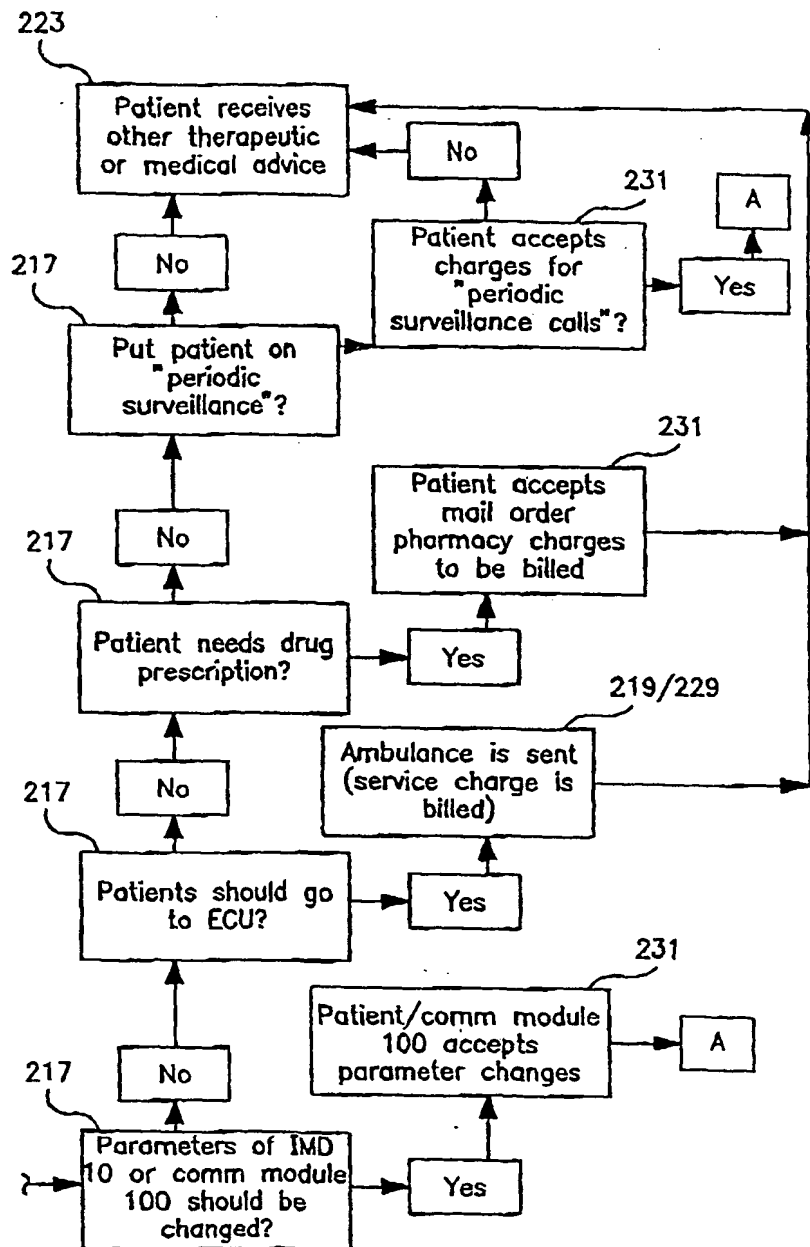 223
Patient receives
other therapeutic
or medical advice
No
231
A
Patient accepts
charges for
"periodic
surveillance calls"?
Yes
217
No
Put patient on
"periodic
surveillance"?
231
Patient accepts
mail order
pharmacy charges
to be billed
217
No
Patient needs drug
prescription?
Yes
219/229
Ambulance is sent
(service charge is
billed)
217
No
Patients should go
to ECU?
Yes
231
Patient/comm module
100 accepts
parameter changes
A
217
No
Parameters of IMD
10 or comm module
100 should be
changed?
Yes